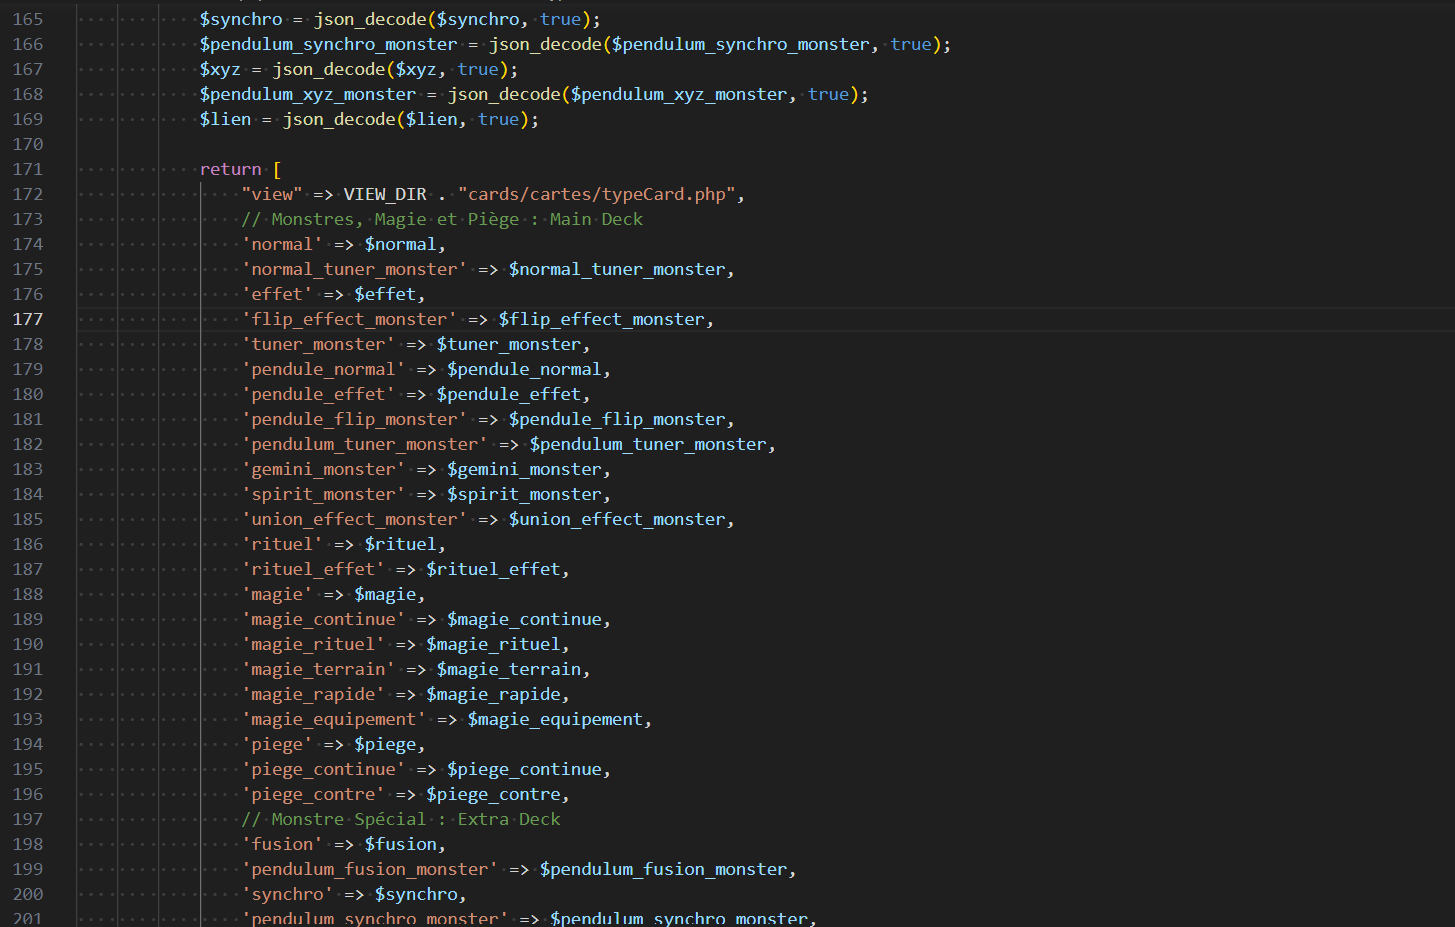 165 $synchro = json_decode($synchro, true);
166 $pendulum_synchro_monster = json_decode($pendulum_synchro_monster, true);
167 $xyz = json_decode($xyz, true);
168 $pendulum_xyz_monster = json_decode($pendulum_xyz_monster, true);
169 $lien = json_decode($lien, true);
170
171 return [
172 "view" => VIEW_DIR . "cards/cartes/typeCard.php",
173 // Monstres, Magie et Piège : Main Deck
174 'normal' => $normal,
175 'normal_tuner_monster' => $normal_tuner_monster,
176 'effet' => $effet,
177 'flip_effect_monster' => $flip_effect_monster,
178 'tuner_monster' => $tuner_monster,
179 'pendule_normal' => $pendule_normal,
180 'pendule_effet' => $pendule_effet,
181 'pendule_flip_monster' => $pendule_flip_monster,
182 'pendulum_tuner_monster' => $pendulum_tuner_monster,
183 'gemini_monster' => $gemini_monster,
184 'spirit_monster' => $spirit_monster,
185 'union_effect_monster' => $union_effect_monster,
186 'rituel' => $rituel,
187 'rituel_effet' => $rituel_effet,
188 'magie' => $magie,
189 'magie_continue' => $magie_continue,
190 'magie_rituel' => $magie_rituel,
191 'magie_terrain' => $magie_terrain,
192 'magie_rapide' => $magie_rapide,
193 'magie_equipement' => $magie_equipement,
194 'piege' => $piege,
195 'piege_continue' => $piege_continue,
196 'piege_contre' => $piege_contre,
197 // Monstre Spécial : Extra Deck
198 'fusion' => $fusion,
199 'pendulum_fusion_monster' => $pendulum_fusion_monster,
200 'synchro' => $synchro,
201 'pendulum_synchro_monster' => $pendulum_synchro_monster,